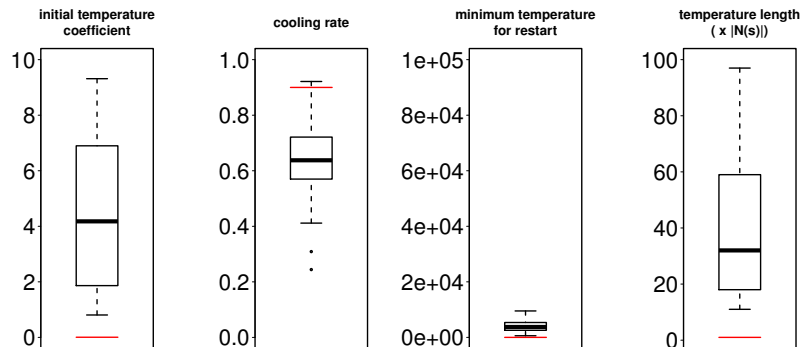 initial temperature
coefficient
10
8
6
4
2
0
cooling rate
1.0
0.8
0.6
0.4
0.2
0.0
minimum temperature
for restart
1e+05
8e+04
6e+04
4e+04
2e+04
0e+00
temperature length
( x |N(s)|)
100
80
60
40
20
0